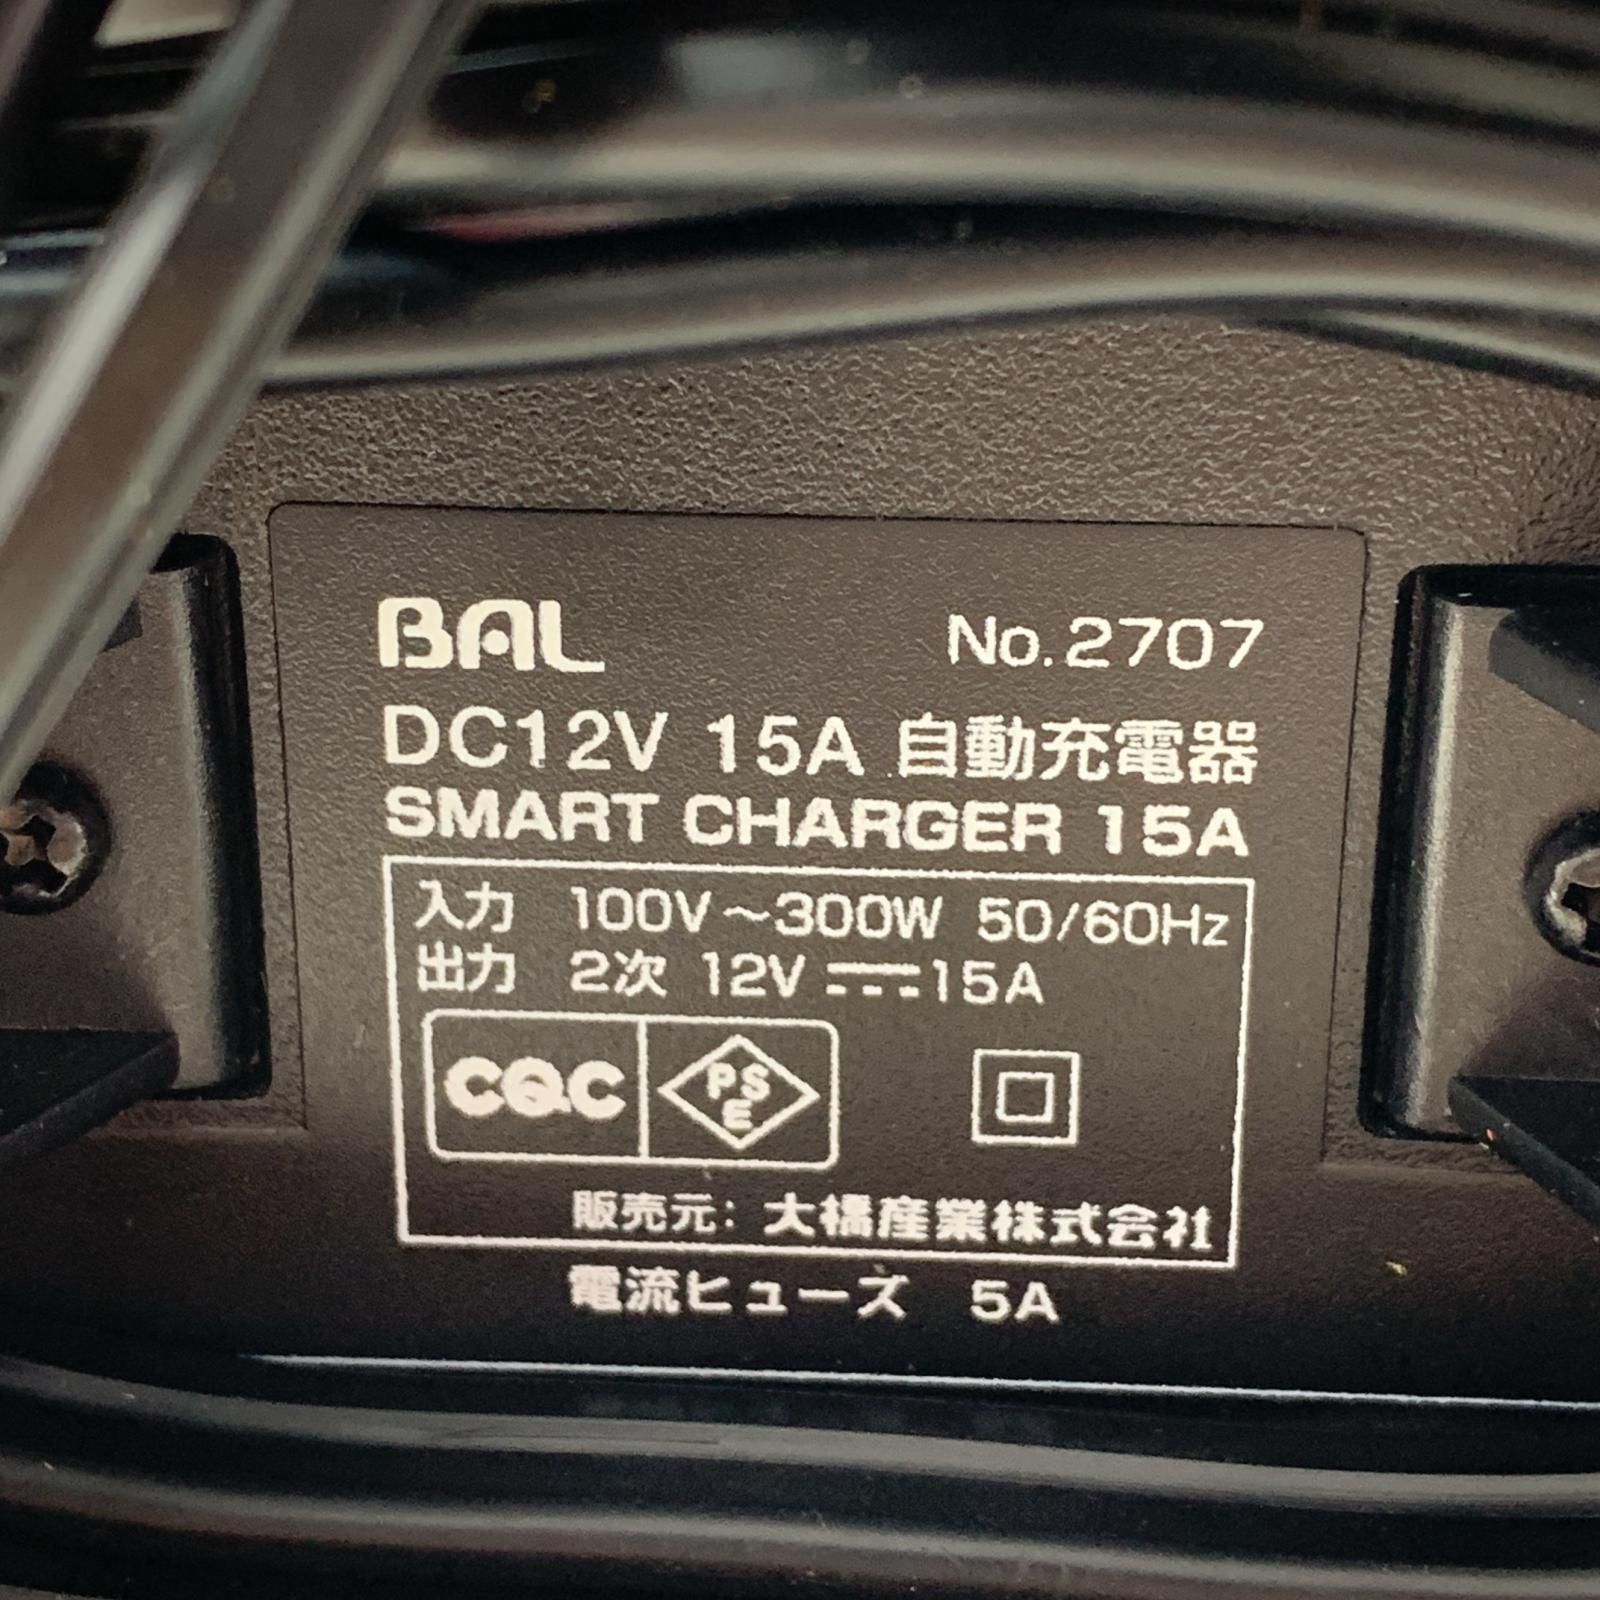 BAL No.2707
DC12V 15A 自動充電器
SMART CHARGER 15A
入力 100V～300W 50/60Hz
出力 2次 12V ⎓ 15A
CQC PSE
販売元: 大橋産業株式会社
電流ヒューズ 5A